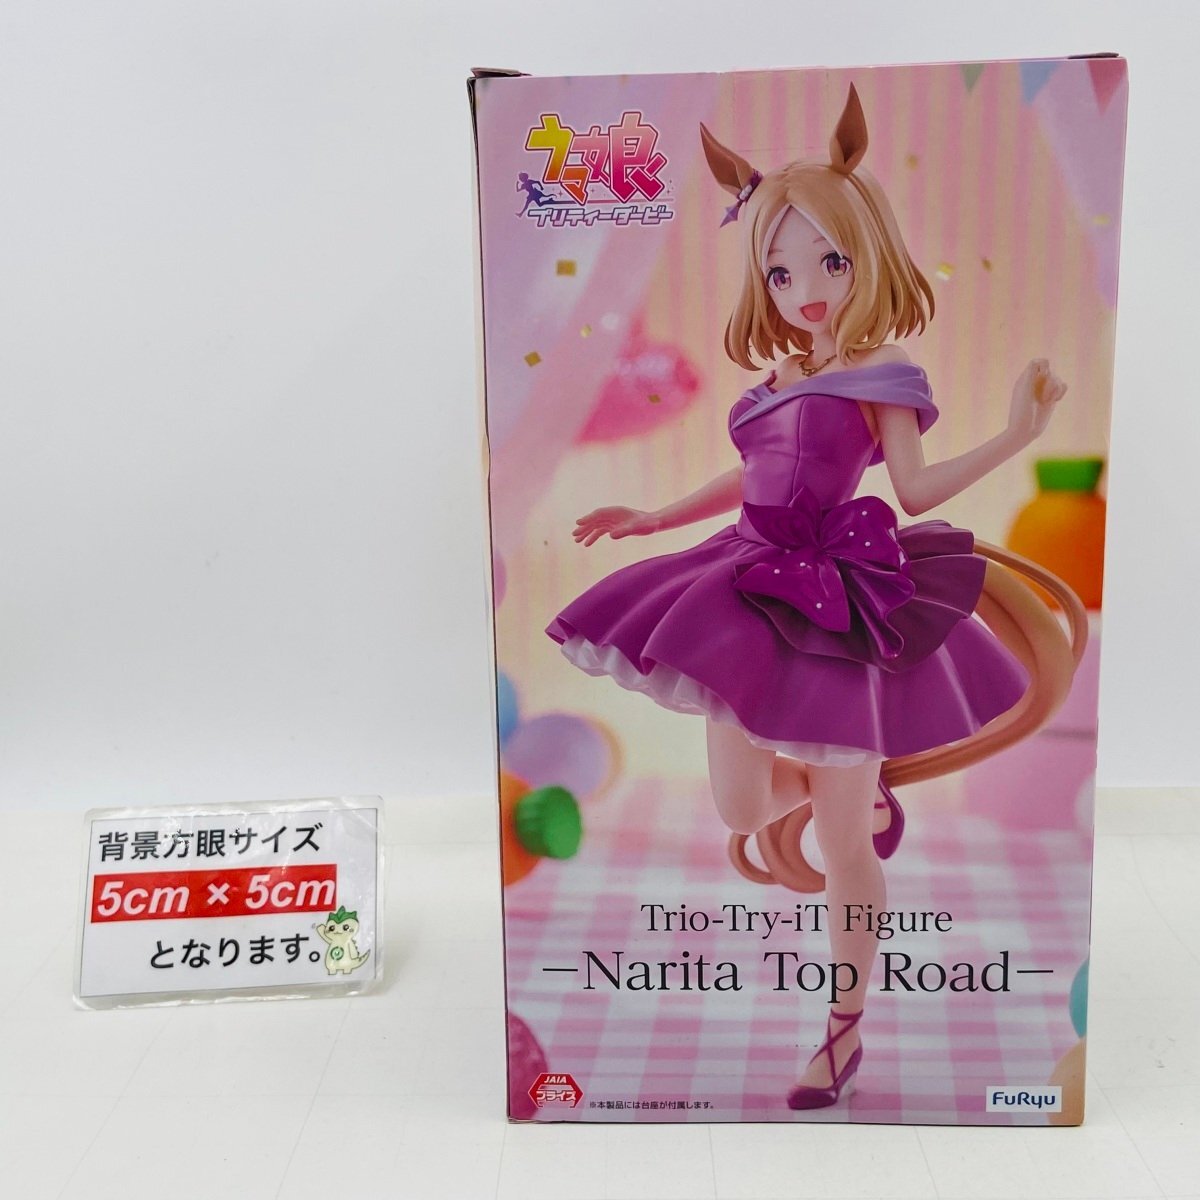 ウマ娘
プリティーダービー
背景方眼サイズ
5cm × 5cm
となります。
Trio-Try-iT Figure
−Narita Top Road−
JAIA
プライズ
※本製品には台座が付属します。
FuRyu